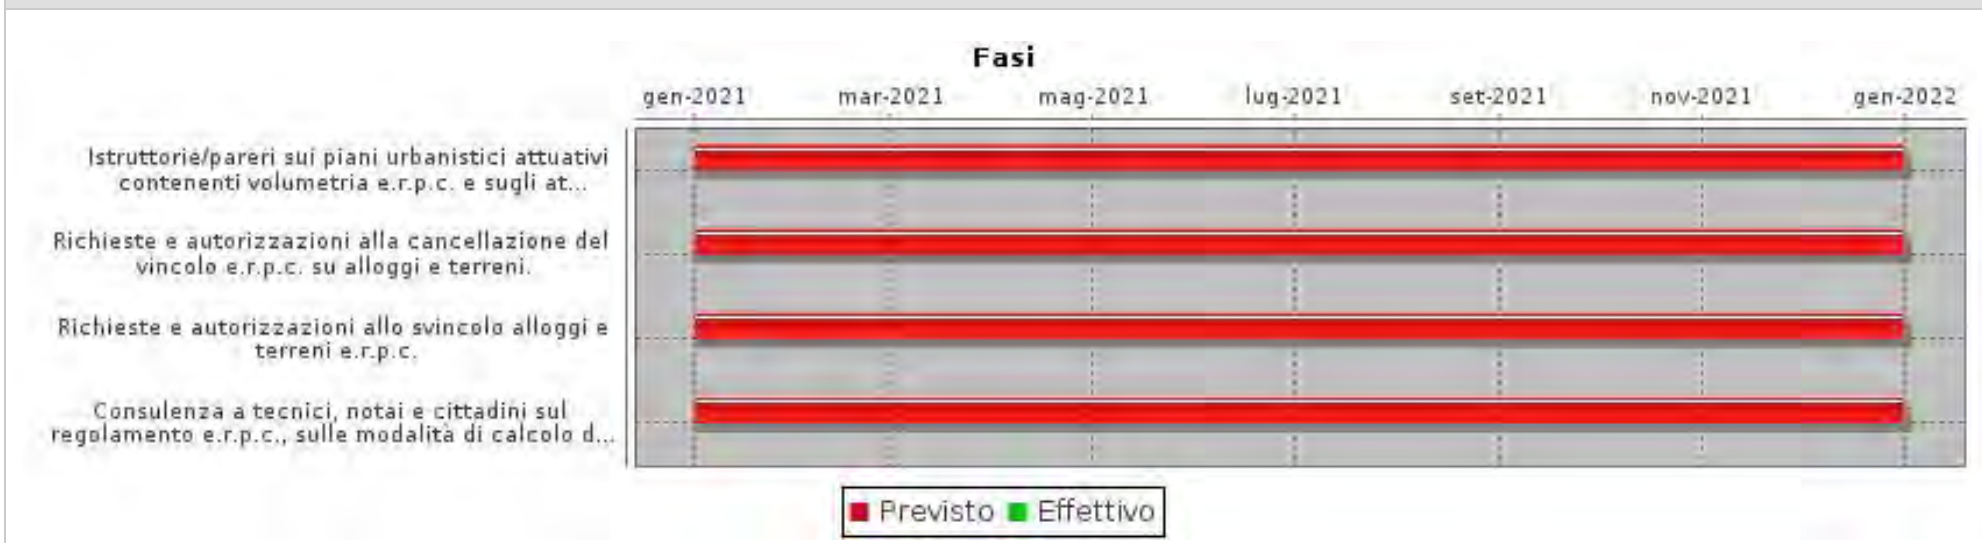 Fasi
gen-2021 mar-2021 mag-2021 lug-2021 set-2021 nov-2021 gen-2022
Istruttorie/pareri sui piani urbanistici attuativi
contenenti volumetria e.r.p.c. e sugli at...
Richieste e autorizzazioni alla cancellazione del
vincolo e.r.p.c. su alloggi e terreni.
Richieste e autorizzazioni allo svincolo alloggi e
terreni e.r.p.c.
Consulenza a tecnici, notai e cittadini sul
regolamento e.r.p.c., sulle modalità di calcolo d...
Previsto Effettivo